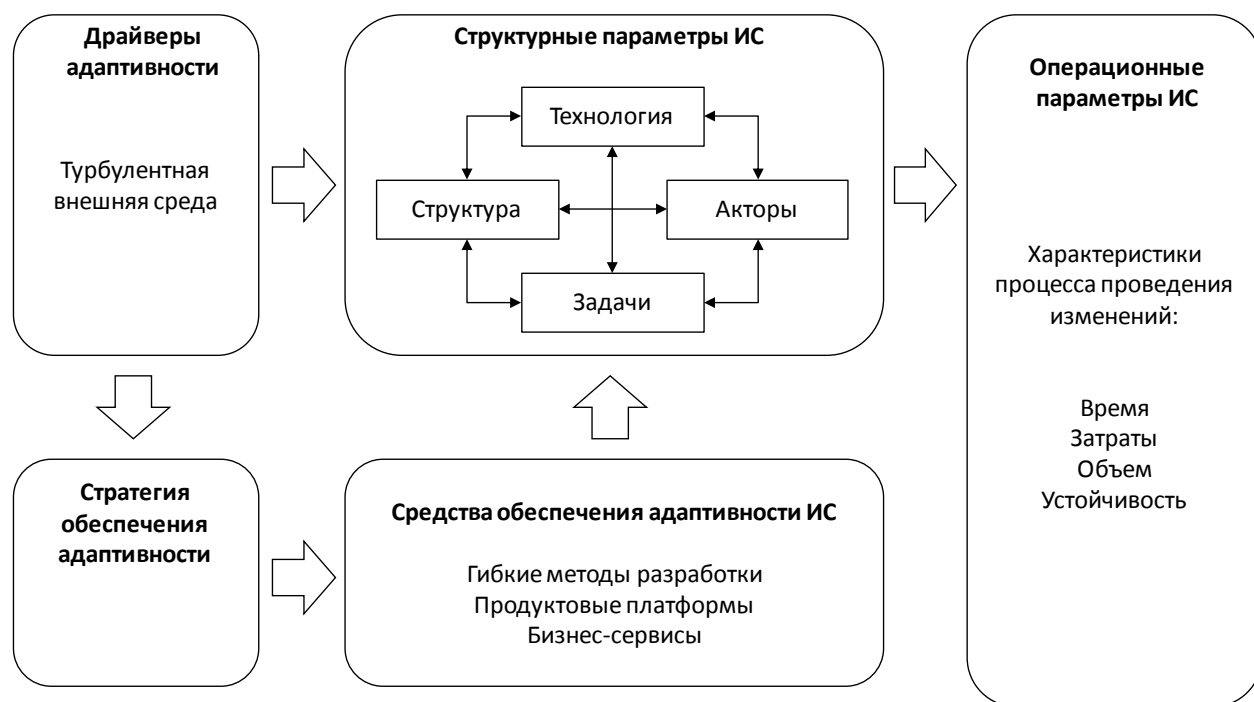 Драйверы
адаптивности
Турбулентная
внешняя среда
Структурные параметры ИС
Технология
Структура
Акторы
Задачи
Операционные
параметры ИС
Характеристики
процесса проведения
изменений:
Время
Затраты
Объем
Устойчивость
Стратегия
обеспечения
адаптивности
Средства обеспечения адаптивности ИС
Гибкие методы разработки
Продуктовые платформы
Бизнес-сервисы